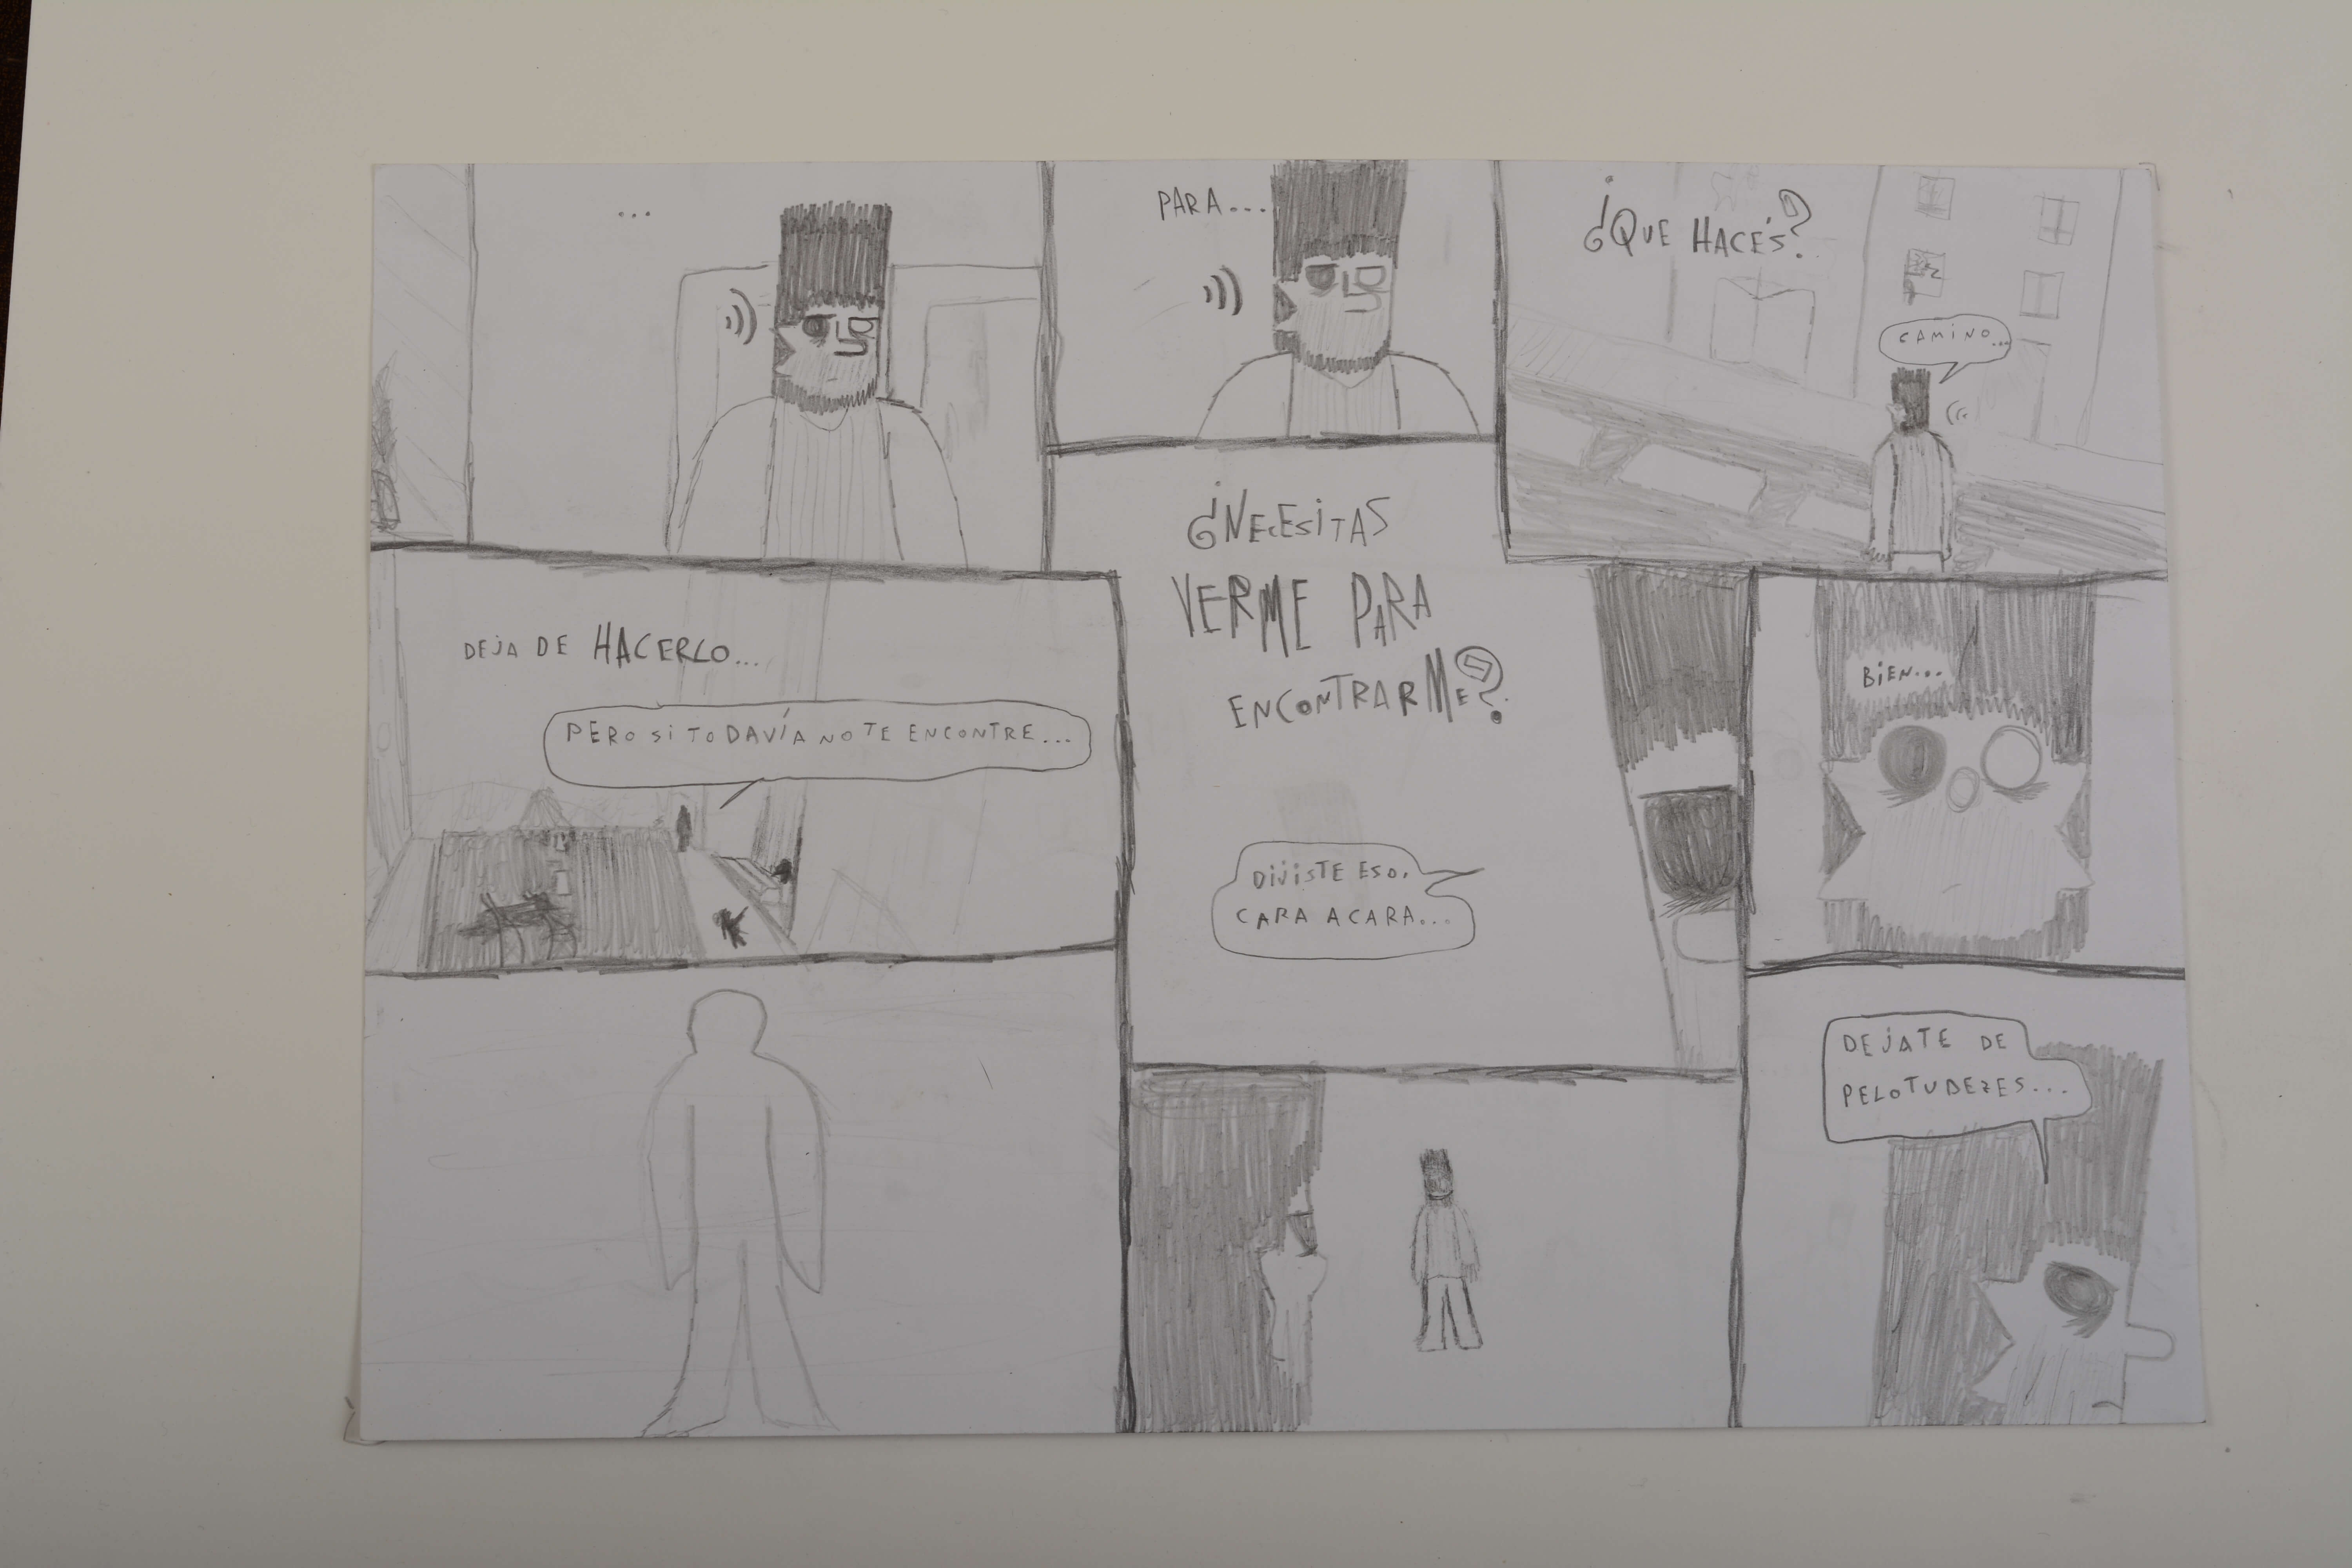 ...
PARA...
¿QUE HACÉS?
CAMINO...
DEJA DE HACERLO...
PERO SI TODAVÍA NO TE ENCONTRE...
¿NECESITAS
VERME PARA
ENCONTRARME?
DIJISTE ESO,
CARA A CARA...
BIEN...
DEJATE DE
PELOTUDEZES...